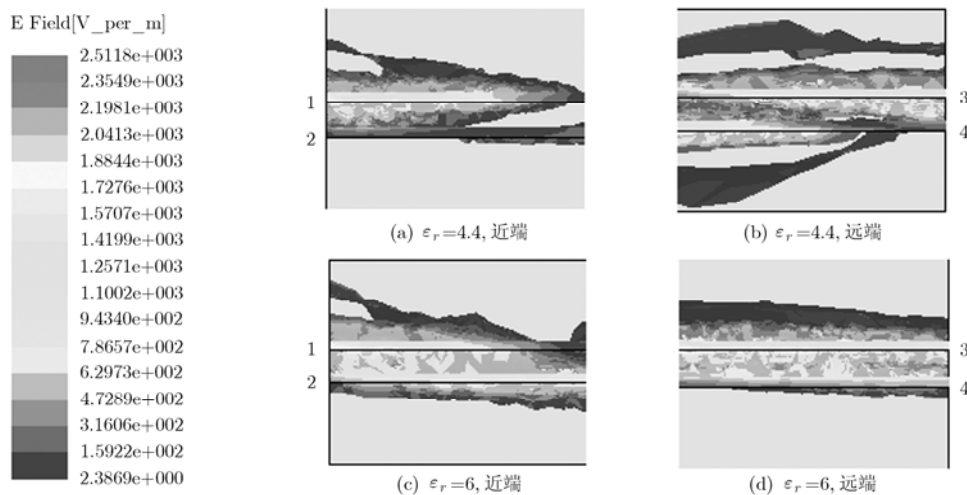 E Field[V_per_m]
2.5118e+003
2.3549e+003
2.1981e+003
2.0413e+003
1.8844e+003
1.7276e+003
1.5707e+003
1.4199e+003
1.2571e+003
1.1002e+003
9.4340e+002
7.8657e+002
6.2973e+002
4.7289e+002
3.1606e+002
1.5922e+002
2.3869e+000
1
2
(a) εr=4.4, 近端
3
4
(b) εr=4.4, 远端
1
2
(c) εr=6, 近端
3
4
(d) εr=6, 远端